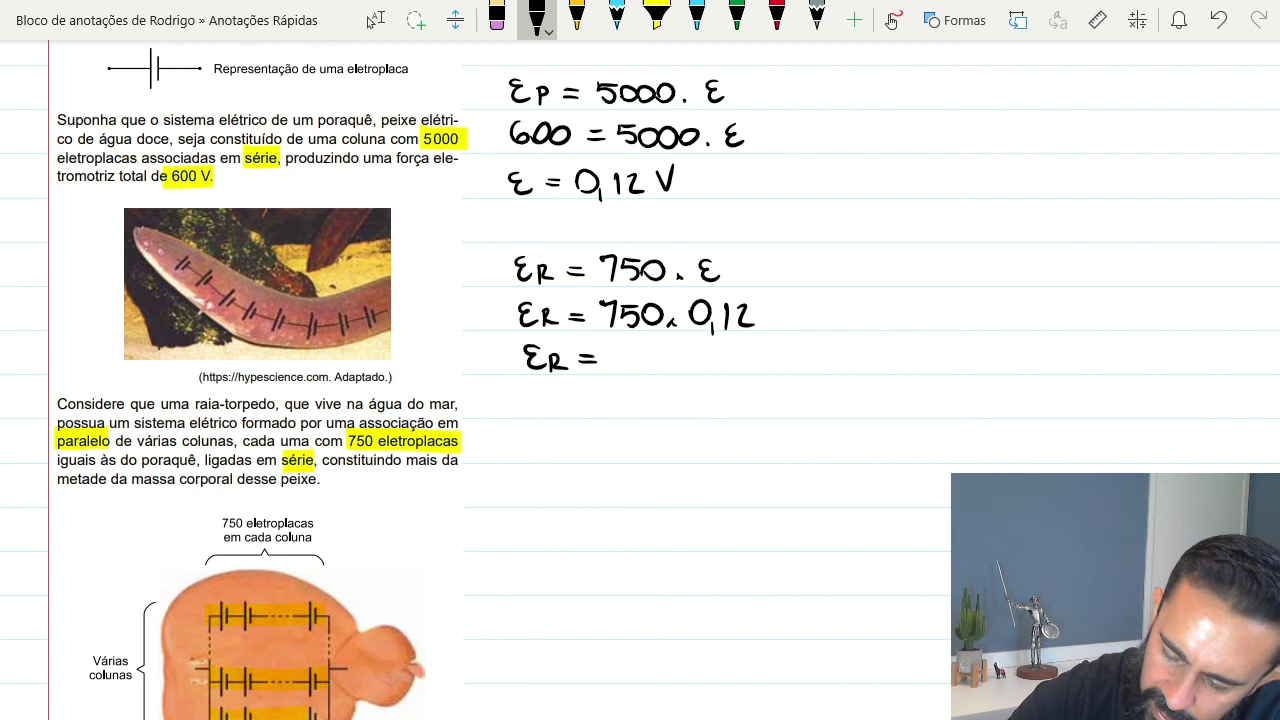 Bloco de anotações de Rodrigo » Anotações Rápidas
Formas
Representação de uma eletroplaca
Suponha que o sistema elétrico de um poraquê, peixe elétri-
co de água doce, seja constituído de uma coluna com 5000
eletroplacas associadas em série, produzindo uma força ele-
tromotriz total de 600 V.
(https://hypescience.com. Adaptado.)
Considere que uma raia-torpedo, que vive na água do mar,
possua um sistema elétrico formado por uma associação em
paralelo de várias colunas, cada uma com 750 eletroplacas
iguais às do poraquê, ligadas em série, constituindo mais da
metade da massa corporal desse peixe.
750 eletroplacas
em cada coluna
Várias
colunas
εP = 5000 . ε
600 = 5000 . ε
ε = 0,12 V
εR = 750 . ε
εR = 750 . 0,12
εR =